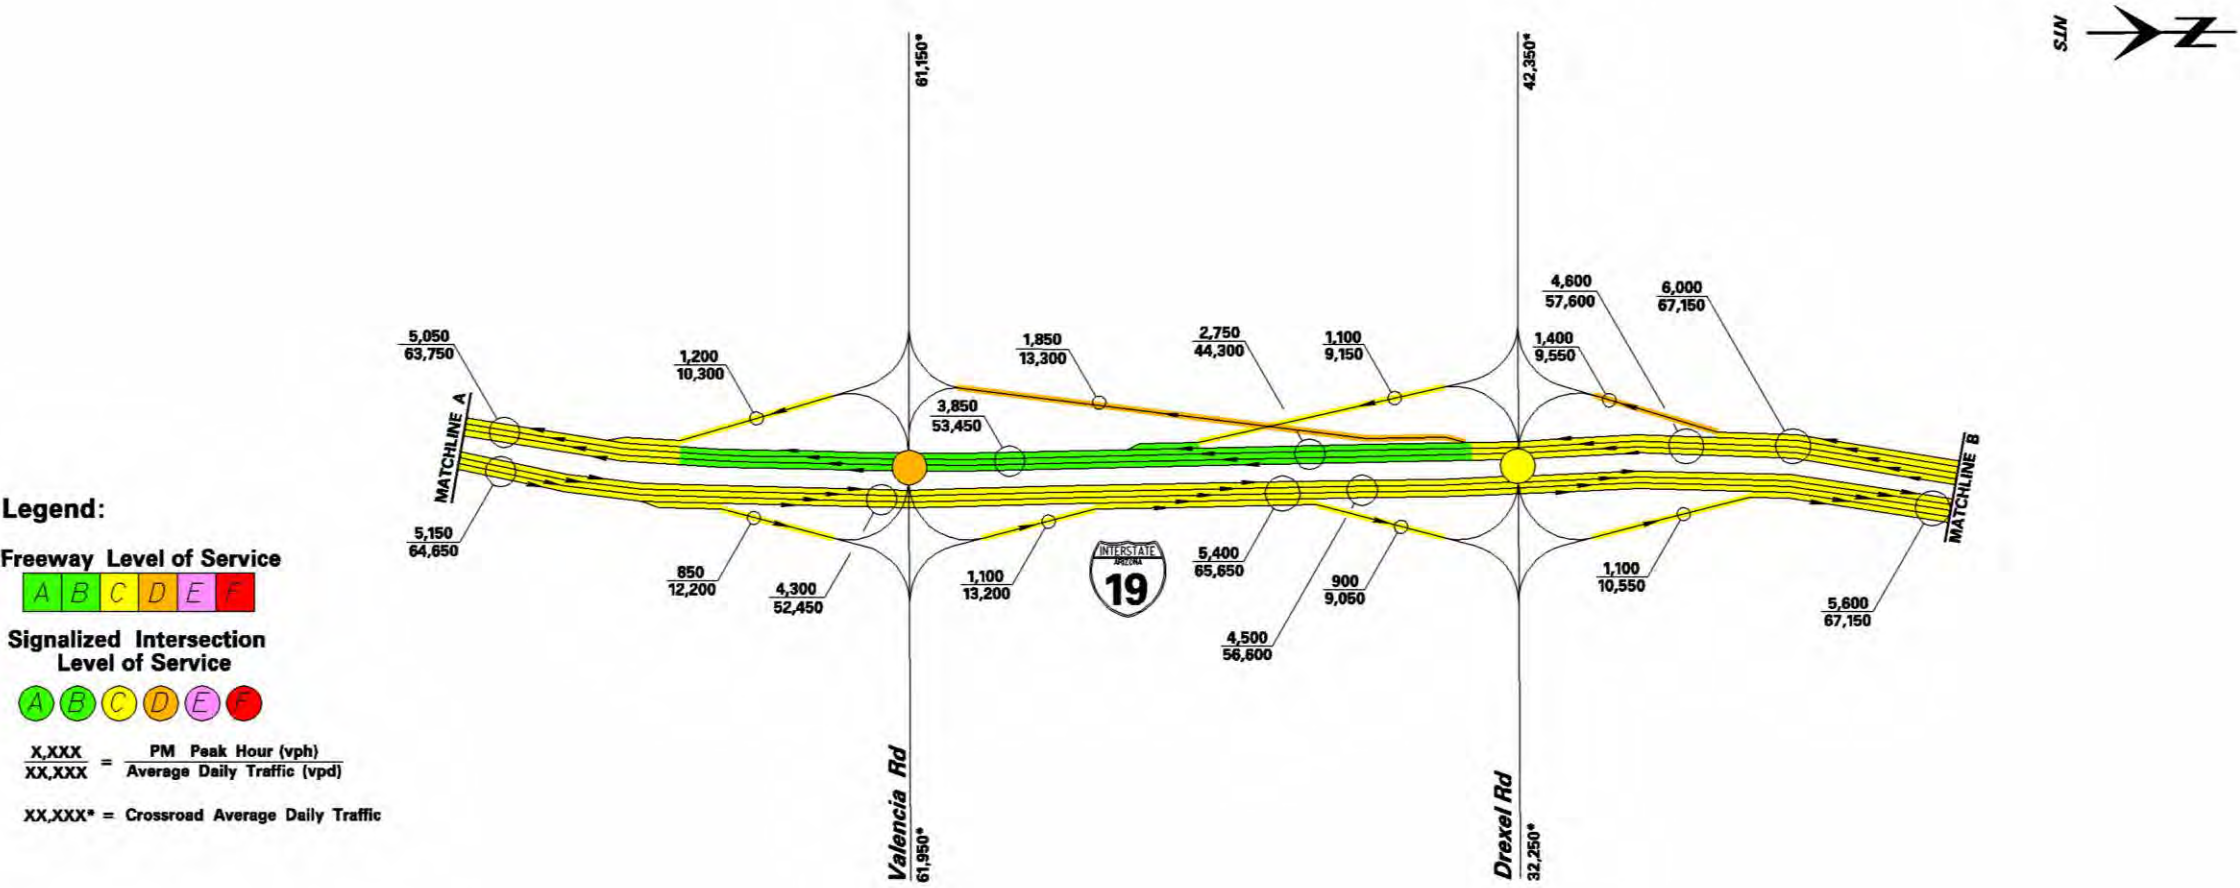 NTS
N
61,150*
42,350*
4,600
57,600
6,000
67,150
5,050
63,750
1,200
10,300
1,850
13,300
2,750
44,300
1,100
9,150
1,400
9,550
3,850
53,450
MATCHLINE A
MATCHLINE B
5,150
64,650
850
12,200
4,300
52,450
1,100
13,200
INTERSTATE
ARIZONA
19
5,400
65,650
900
9,050
4,500
56,600
1,100
10,550
5,600
67,150
Valencia Rd
61,950*
Drexel Rd
32,250*
Legend:
Freeway Level of Service
A B C D E F
Signalized Intersection
Level of Service
A B C D E F
X,XXX = PM Peak Hour (vph)
XX,XXX Average Daily Traffic (vpd)
XX,XXX* = Crossroad Average Daily Traffic